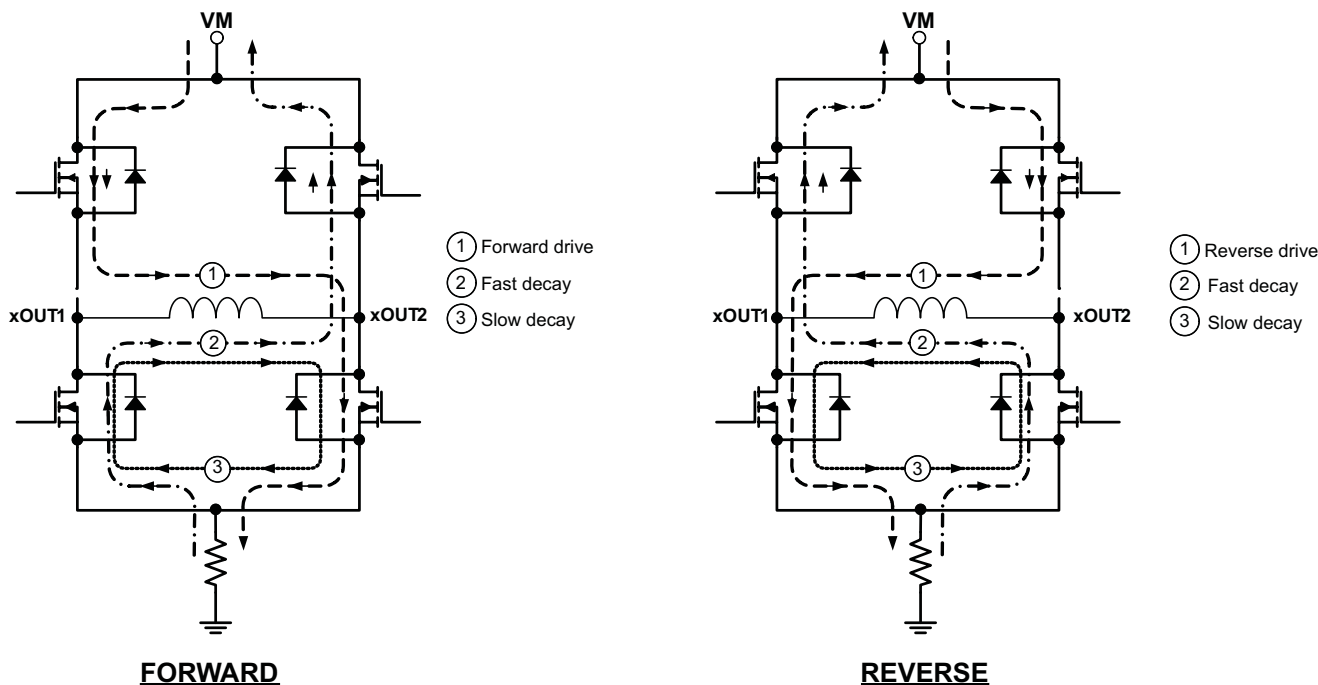 VM
1
xOUT1
xOUT2
2
3
1 Forward drive
2 Fast decay
3 Slow decay
FORWARD
VM
1
xOUT1
xOUT2
2
3
1 Reverse drive
2 Fast decay
3 Slow decay
REVERSE